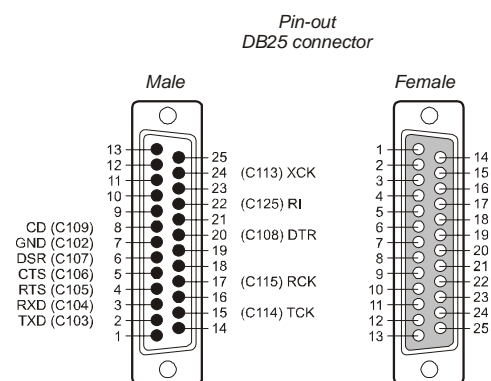 Pin-out
DB25 connector
Male
Female
13
12
11
10
9
CD (C109) 8
GND (C102) 7
DSR (C107) 6
CTS (C106) 5
RTS (C105) 4
RXD (C104) 3
TXD (C103) 2
1
25
24 (C113) XCK
23
22 (C125) RI
21
20 (C108) DTR
19
18
17 (C115) RCK
16
15 (C114) TCK
14
1
2
3
4
5
6
7
8
9
10
11
12
13
14
15
16
17
18
19
20
21
22
23
24
25